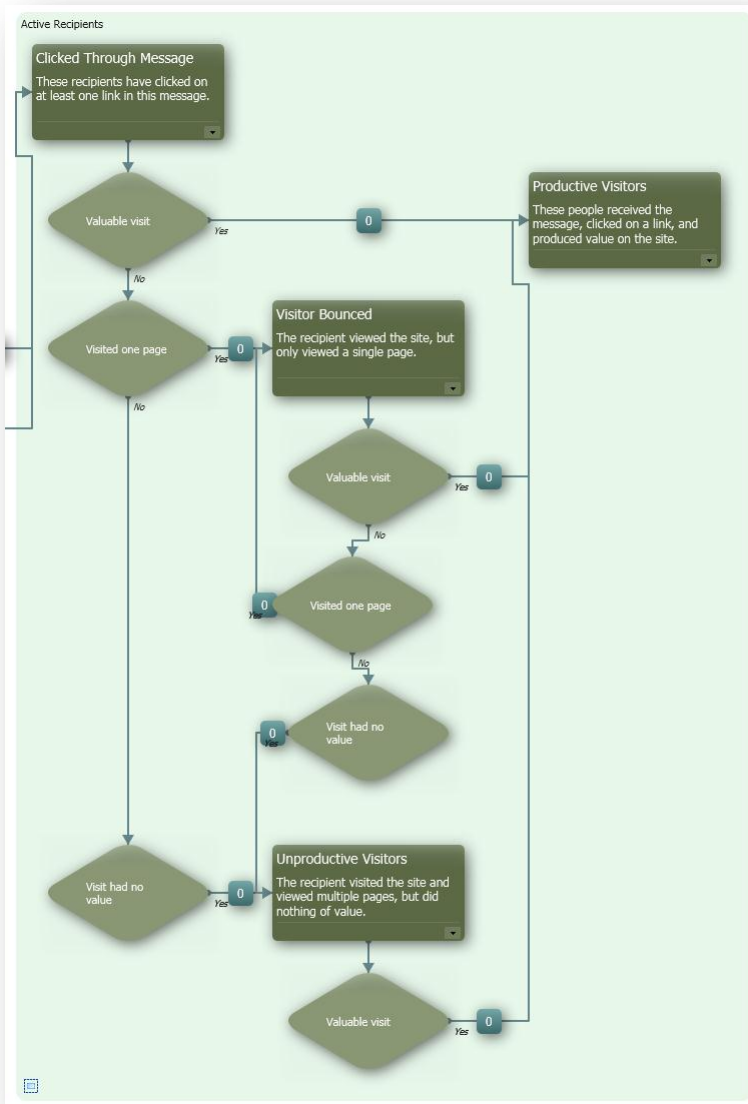 Active Recipients
Clicked Through Message
These recipients have clicked on
at least one link in this message.
Valuable visit
Yes
0
Productive Visitors
These people received the
message, clicked on a link, and
produced value on the site.
No
Visited one page
Yes
0
Visitor Bounced
The recipient viewed the site, but
only viewed a single page.
No
Valuable visit
Yes
0
No
Visited one page
0
Yes
No
Visit had no
value
0
Yes
Visit had no
value
Yes
0
Unproductive Visitors
The recipient visited the site and
viewed multiple pages, but did
nothing of value.
Valuable visit
Yes
0